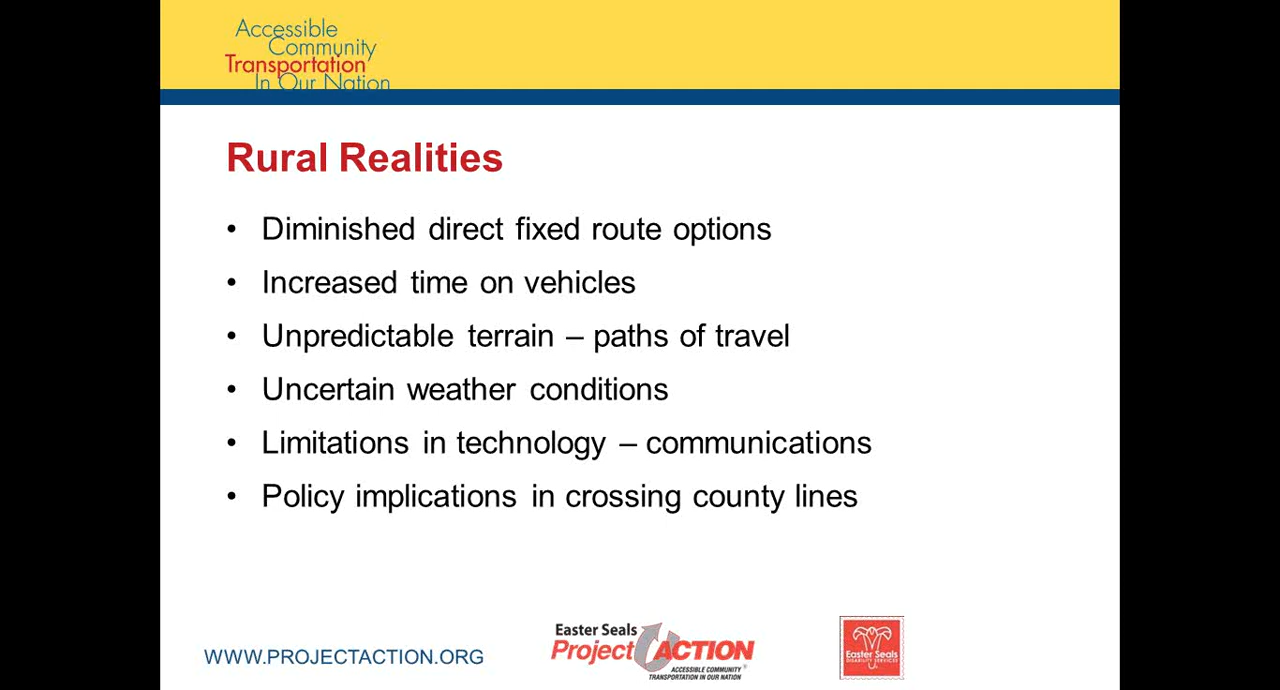 Accessible
Community
Transportation
In Our Nation
Rural Realities
• Diminished direct fixed route options
• Increased time on vehicles
• Unpredictable terrain – paths of travel
• Uncertain weather conditions
• Limitations in technology – communications
• Policy implications in crossing county lines
WWW.PROJECTACTION.ORG
Easter Seals
Project ACTION
ACCESSIBLE COMMUNITY
TRANSPORTATION IN OUR NATION
Easter Seals
DISABILITY SERVICES